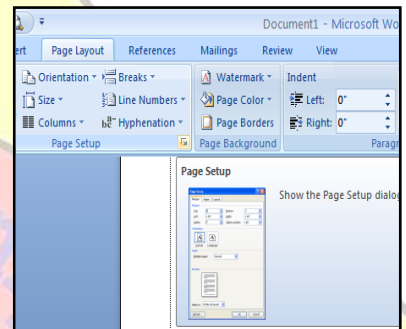 Document1 - Microsoft Wo
ert Page Layout References Mailings Review View
Orientation Breaks Watermark Indent
Size Line Numbers Page Color Left: 0"
Columns Hyphenation Page Borders Right: 0"
Page Setup Page Background Paragr
Page Setup
Show the Page Setup dialog
Page Setup